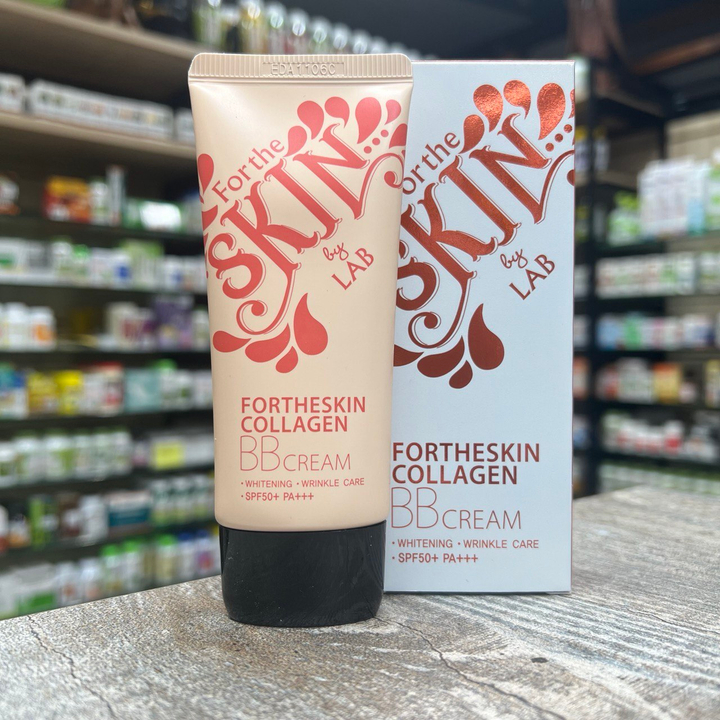 EDA1106C
For the
SKIN
by
LAB
FORTHESKIN
COLLAGEN
BB CREAM
· WHITENING · WRINKLE CARE
· SPF50+ PA+++
For the
SKIN
by
LAB
FORTHESKIN
COLLAGEN
BB CREAM
· WHITENING · WRINKLE CARE
· SPF50+ PA+++